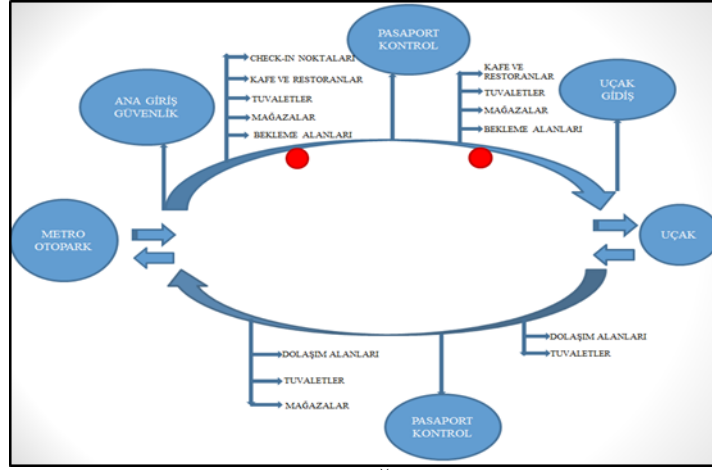 PASAPORT
KONTROL
CHECK-IN NOKTALARI
KAFE VE RESTORANLAR
TUVALETLER
MAĞAZALAR
BEKLEME ALANLARI
KAFE VE
RESTORANLAR
TUVALETLER
MAĞAZALAR
BEKLEME ALANLARI
ANA GİRİŞ
GÜVENLİK
UÇAK
GİDİŞ
METRO
OTOPARK
UÇAK
DOLAŞIM ALANLARI
TUVALETLER
MAĞAZALAR
PASAPORT
KONTROL
DOLAŞIM ALANLARI
TUVALETLER